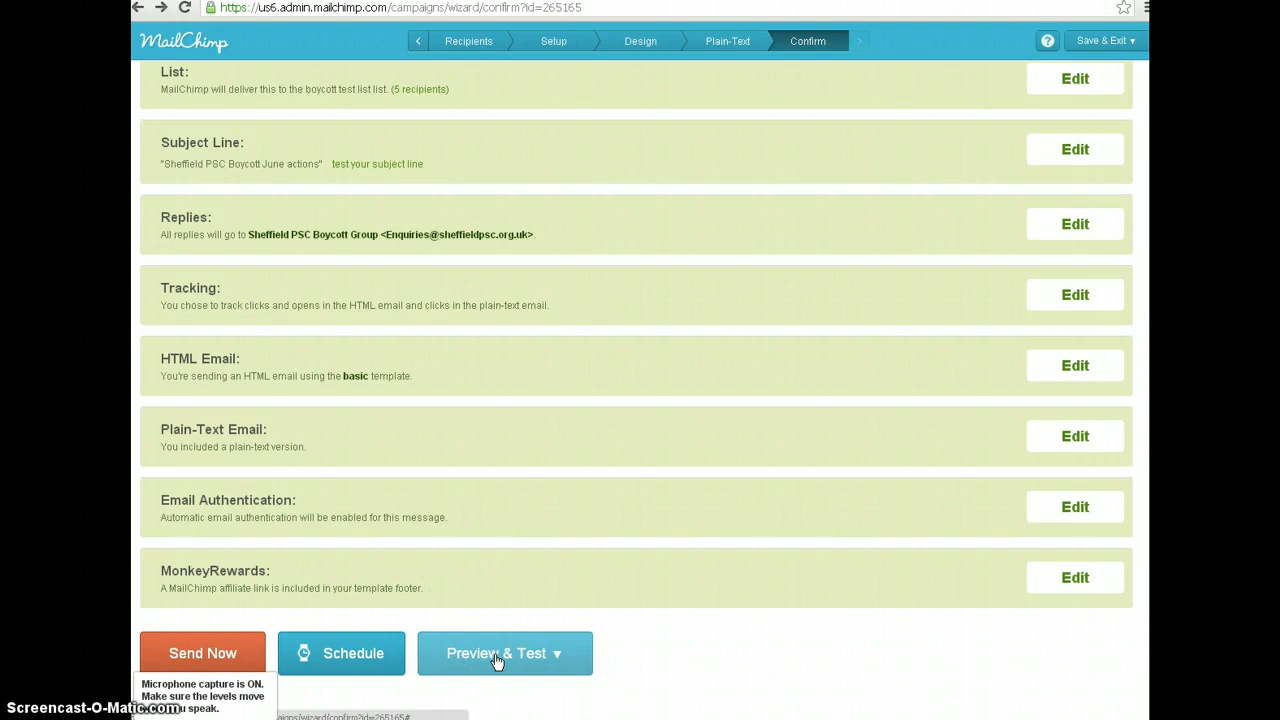 https://us6.admin.mailchimp.com/campaigns/wizard/confirm?id=265165
MailChimp
Recipients
Setup
Design
Plain-Text
Confirm
?
Save & Exit ▾
List:
MailChimp will deliver this to the boycott test list list. (5 recipients)
Edit
Subject Line:
"Sheffield PSC Boycott June actions" test your subject line
Edit
Replies:
All replies will go to Sheffield PSC Boycott Group <Enquiries@sheffieldpsc.org.uk>.
Edit
Tracking:
You chose to track clicks and opens in the HTML email and clicks in the plain-text email.
Edit
HTML Email:
You're sending an HTML email using the basic template.
Edit
Plain-Text Email:
You included a plain-text version.
Edit
Email Authentication:
Automatic email authentication will be enabled for this message.
Edit
MonkeyRewards:
A MailChimp affiliate link is included in your template footer.
Edit
Send Now
Schedule
Preview & Test ▾
Microphone capture is ON.
Make sure the levels move
speak.
Screencast-O-Matic.com
paigns/wizard/confirm?id=265165#